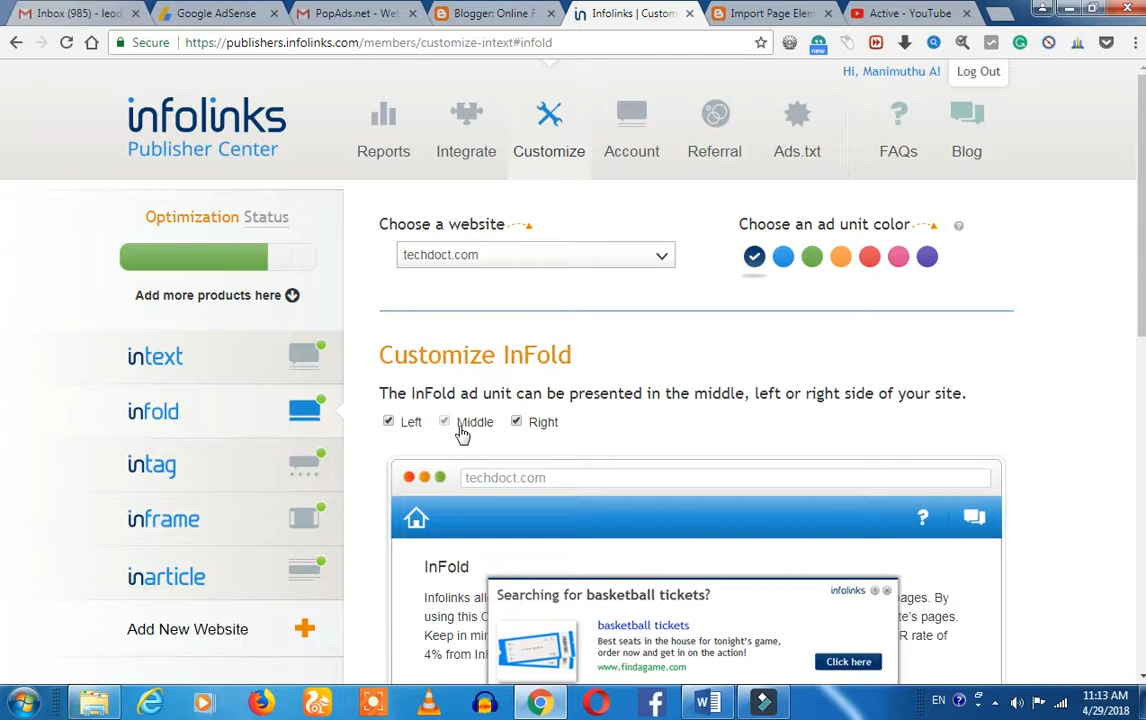 Inbox (985) - leod
Google AdSense
PopAds.net - We
Blogger: Online F
Infolinks | Custom
Import Page Elem
Active - YouTube
Secure
https://publishers.infolinks.com/members/customize-intext#infold
new
Hi, Manimuthu A!
Log Out
infolinks
Publisher Center
Reports
Integrate
Customize
Account
Referral
Ads.txt
FAQs
Blog
Optimization Status
Add more products here
intext
infold
intag
inframe
inarticle
Add New Website
Choose a website
techdoct.com
Choose an ad unit color
?
Customize InFold
The InFold ad unit can be presented in the middle, left or right side of your site.
Left
Middle
Right
techdoct.com
?
InFold
Infolinks al
using this C
Keep in mi
4% from In
ages. By
te's pages.
R rate of
Searching for basketball tickets?
infolinks
basketball tickets
Best seats in the house for tonight's game,
order now and get in on the action!
www.findagame.com
Click here
EN
11:13 AM
4/29/2018